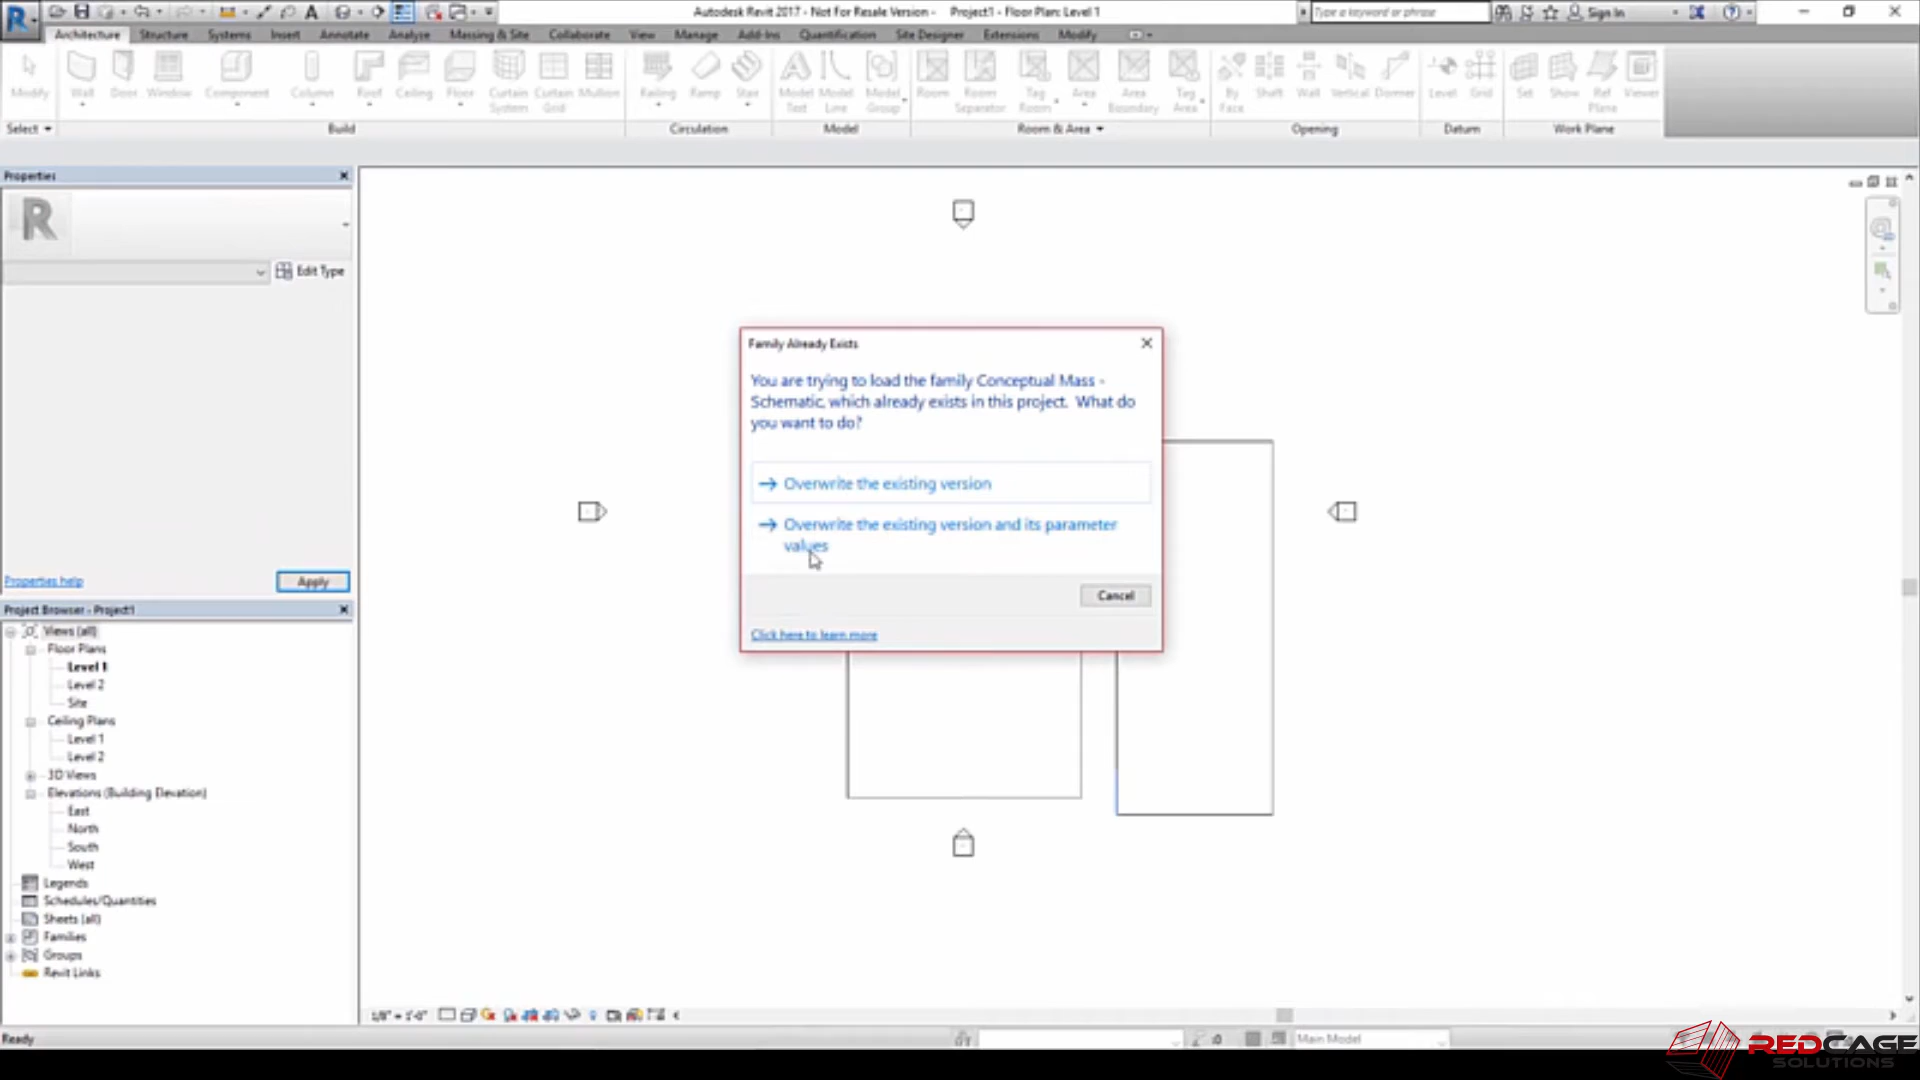 Autodesk Revit 2017 - Not For Resale Version - Project1 - Floor Plan: Level 1
Type a keyword or phrase
Sign In
Architecture Structure Systems Insert Annotate Analyze Massing & Site Collaborate View Manage Add-Ins Quantification Site Designer Extensions Modify
Modify Wall Door Window Component Column Roof Ceiling Floor Curtain System Curtain Grid Mullion Railing Ramp Stair Model Text Model Line Model Group Room Room Separator Tag Room Area Area Boundary Tag Area By Face Shaft Wall Vertical Dormer Level Grid Set Show Ref Plane Viewer
Select Build Circulation Model Room & Area Opening Datum Work Plane
Properties
R
Edit Type
Properties help
Apply
Project Browser - Project1
Views (all)
Floor Plans
Level 1
Level 2
Site
Ceiling Plans
Level 1
Level 2
3D Views
Elevations (Building Elevation)
East
North
South
West
Legends
Schedules/Quantities
Sheets (all)
Families
Groups
Revit Links
Family Already Exists
You are trying to load the family Conceptual Mass -
Schematic, which already exists in this project. What do
you want to do?
Overwrite the existing version
Overwrite the existing version and its parameter
values
Cancel
Click here to learn more
1/8" = 1'-0"
Ready
:0
Main Model
REDCAGE
SOLUTIONS